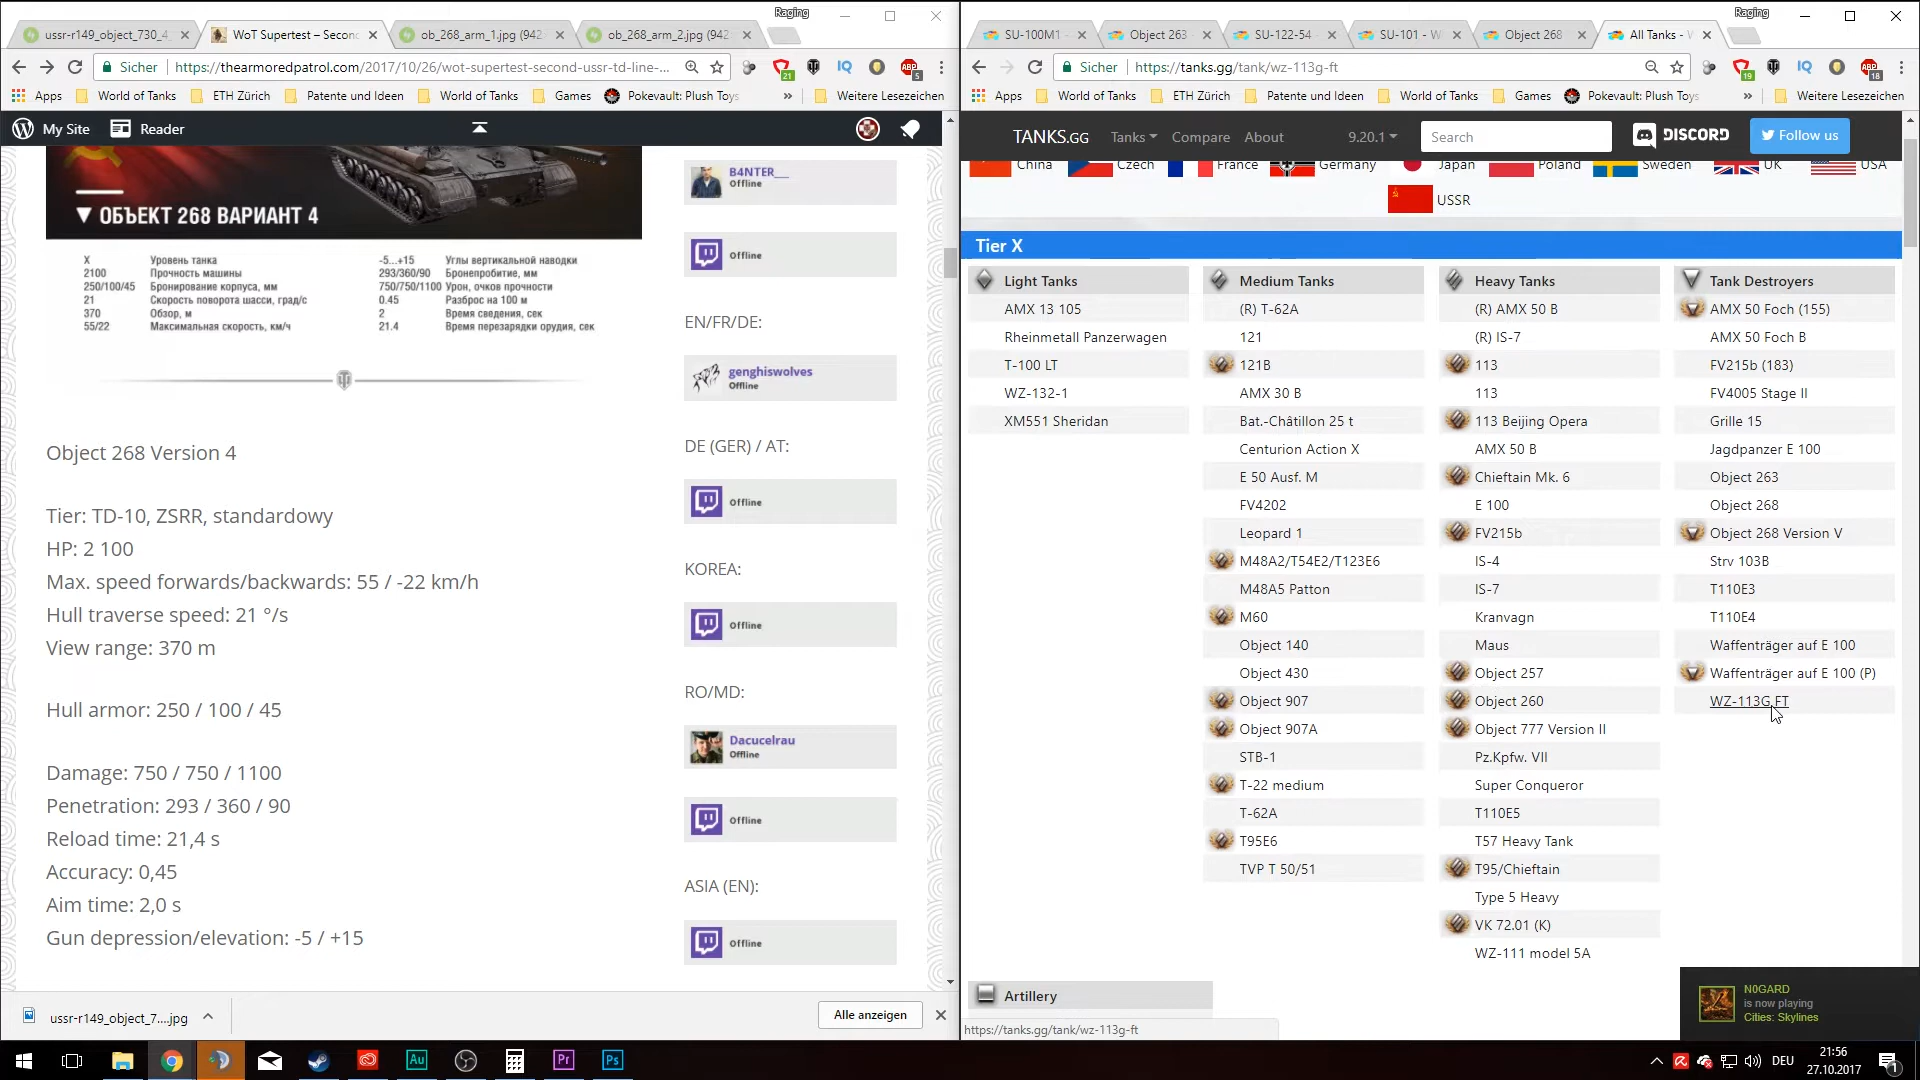 ussr-r149_object_730_4
WoT Supertest – Secon
ob_268_arm_1.jpg (942
ob_268_arm_2.jpg (942
Raging
Sicher
https://thearmoredpatrol.com/2017/10/26/wot-supertest-second-ussr-td-line-...
21
IQ
ABP
5
Apps
World of Tanks
ETH Zürich
Patente und Ideen
World of Tanks
Games
Pokevault: Plush Toys
»
Weitere Lesezeichen
My Site
Reader
▼ ОБЪЕКТ 268 ВАРИАНТ 4
X Уровень танка -5...+15 Углы вертикальной наводки
2100 Прочность машины 293/360/90 Бронепробитие, мм
250/100/45 Бронирование корпуса, мм 750/750/1100 Урон, очков прочности
21 Скорость поворота шасси, град/с 0.45 Разброс на 100 м
370 Обзор, м 2 Время сведения, сек
55/22 Максимальная скорость, км/ч 21.4 Время перезарядки орудия, сек
Object 268 Version 4
Tier: TD-10, ZSRR, standardowy
HP: 2 100
Max. speed forwards/backwards: 55 / -22 km/h
Hull traverse speed: 21 °/s
View range: 370 m
Hull armor: 250 / 100 / 45
Damage: 750 / 750 / 1100
Penetration: 293 / 360 / 90
Reload time: 21,4 s
Accuracy: 0,45
Aim time: 2,0 s
Gun depression/elevation: -5 / +15
B4NTER__
Offline
Offline
EN/FR/DE:
genghiswolves
Offline
DE (GER) / AT:
Offline
KOREA:
Offline
RO/MD:
Dacucelrau
Offline
Offline
ASIA (EN):
Offline
ussr-r149_object_7....jpg
Alle anzeigen
SU-100M1 -
Object 263
SU-122-54
SU-101 - W
Object 268
All Tanks - W
Raging
Sicher
https://tanks.gg/tank/wz-113g-ft
19
IQ
ABP
18
Apps
World of Tanks
ETH Zürich
Patente und Ideen
World of Tanks
Games
Pokevault: Plush Toys
»
Weitere Lesezeichen
TANKS.GG
Tanks
Compare
About
9.20.1
Search
DISCORD
Follow us
China
Czech
France
Germany
Japan
Poland
Sweden
UK
USA
USSR
Tier X
Light Tanks
AMX 13 105
Rheinmetall Panzerwagen
T-100 LT
WZ-132-1
XM551 Sheridan
Medium Tanks
(R) T-62A
121
121B
AMX 30 B
Bat.-Châtillon 25 t
Centurion Action X
E 50 Ausf. M
FV4202
Leopard 1
M48A2/T54E2/T123E6
M48A5 Patton
M60
Object 140
Object 430
Object 907
Object 907A
STB-1
T-22 medium
T-62A
T95E6
TVP T 50/51
Heavy Tanks
(R) AMX 50 B
(R) IS-7
113
113
113 Beijing Opera
AMX 50 B
Chieftain Mk. 6
E 100
FV215b
IS-4
IS-7
Kranvagn
Maus
Object 257
Object 260
Object 777 Version II
Pz.Kpfw. VII
Super Conqueror
T110E5
T57 Heavy Tank
T95/Chieftain
Type 5 Heavy
VK 72.01 (K)
WZ-111 model 5A
Tank Destroyers
AMX 50 Foch (155)
AMX 50 Foch B
FV215b (183)
FV4005 Stage II
Grille 15
Jagdpanzer E 100
Object 263
Object 268
Object 268 Version V
Strv 103B
T110E3
T110E4
Waffenträger auf E 100
Waffenträger auf E 100 (P)
WZ-113G FT
Artillery
https://tanks.gg/tank/wz-113g-ft
N0GARD
is now playing
Cities: Skylines
Au
Pr
Ps
DEU
21:56
27.10.2017
1